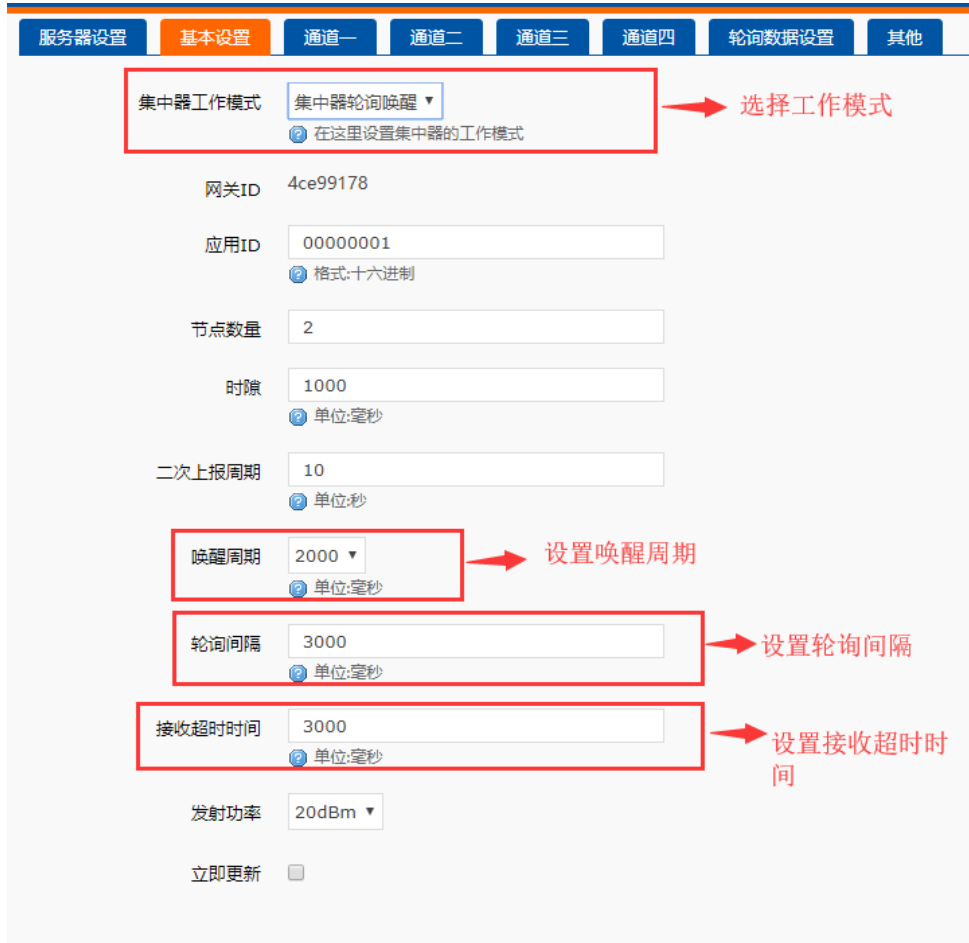 服务器设置 基本设置 通道一 通道二 通道三 通道四 轮询数据设置 其他
集中器工作模式 集中器轮询唤醒 选择工作模式
在这里设置集中器的工作模式
网关ID 4ce99178
应用ID 00000001
格式:十六进制
节点数量 2
时隙 1000
单位:毫秒
二次上报周期 10
单位:秒
唤醒周期 2000 设置唤醒周期
单位:毫秒
轮询间隔 3000 设置轮询间隔
单位:毫秒
接收超时时间 3000 设置接收超时时
间
单位:毫秒
发射功率 20dBm
立即更新